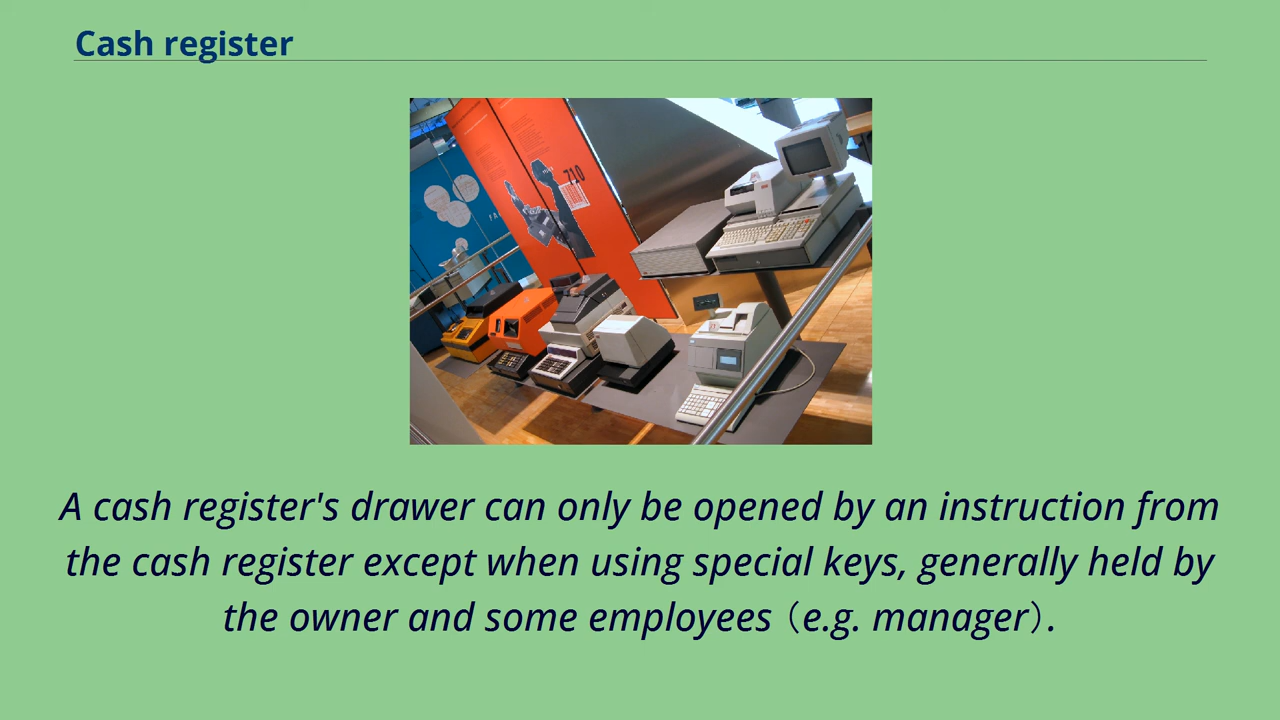 Cash register
710
A cash register's drawer can only be opened by an instruction from
the cash register except when using special keys, generally held by
the owner and some employees（e.g. manager）.